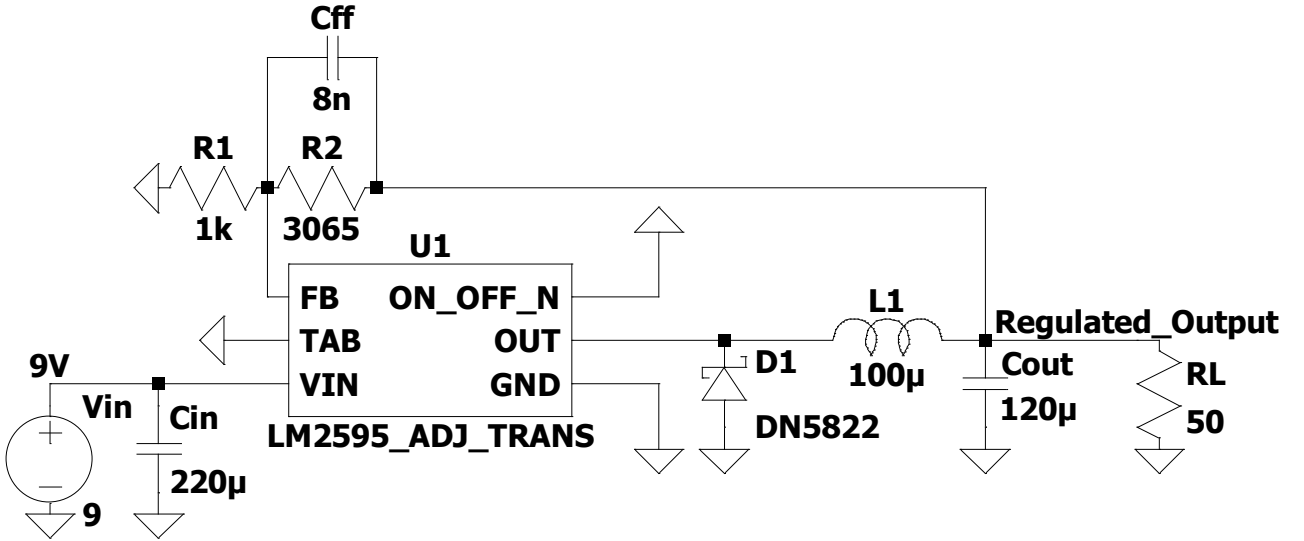 Cff
8n
R1 R2
1k 3065
U1
FB ON_OFF_N
TAB OUT
VIN GND
LM2595_ADJ_TRANS
L1
100µ
Regulated_Output
D1
DN5822
Cout
120µ
RL
50
9V
Vin
Cin
220µ
9